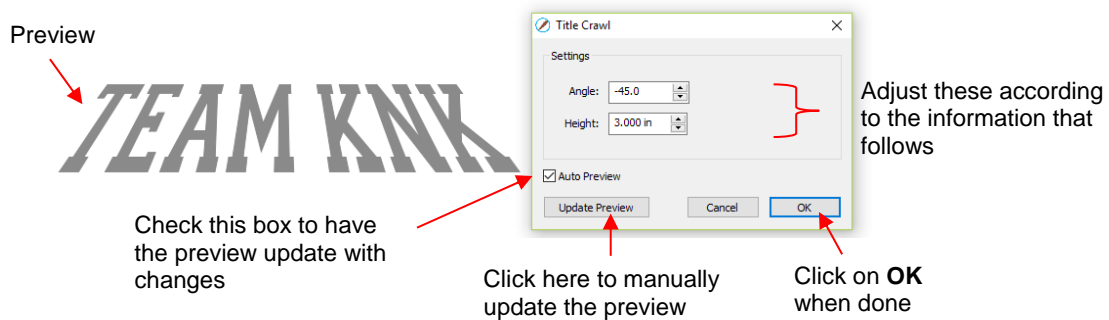 Preview
TEAM KNK
Title Crawl
Settings
Angle: -45.0
Height: 3.000 in
Auto Preview
Update Preview Cancel OK
Adjust these according
to the information that
follows
Check this box to have
the preview update with
changes
Click here to manually
update the preview
Click on OK
when done